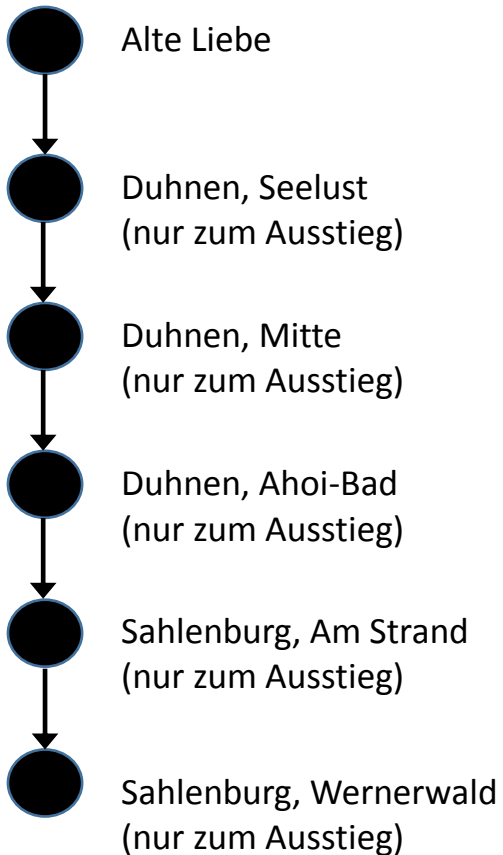 Alte Liebe
Duhnen, Seelust
(nur zum Ausstieg)
Duhnen, Mitte
(nur zum Ausstieg)
Duhnen, Ahoi-Bad
(nur zum Ausstieg)
Sahlenburg, Am Strand
(nur zum Ausstieg)
Sahlenburg, Wernerwald
(nur zum Ausstieg)